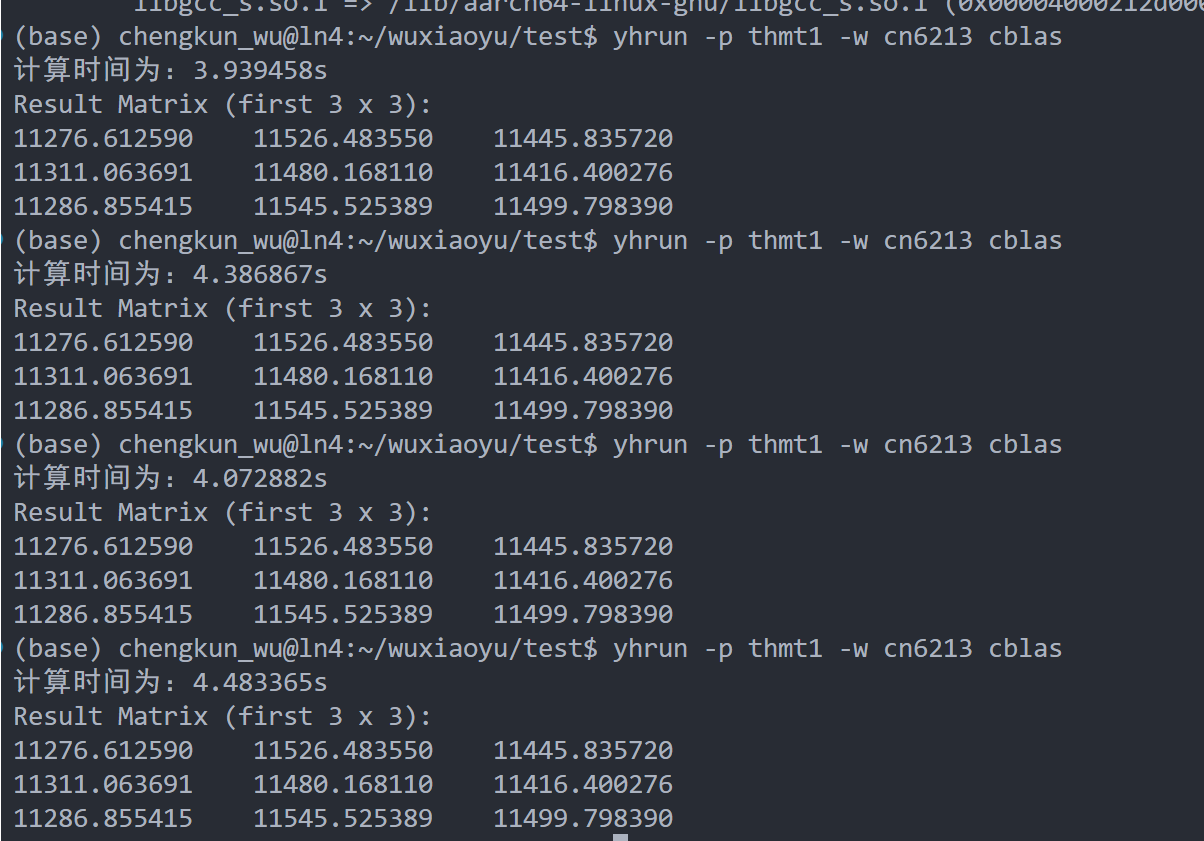 libgcc_s.so.1 => /lib/aarch64-linux-gnu/libgcc_s.so.1 (0x00004000212d000
(base) chengkun_wu@ln4:~/wuxiaoyu/test$ yhrun -p thmt1 -w cn6213 cblas
计算时间为：3.939458s
Result Matrix (first 3 x 3):
11276.612590    11526.483550    11445.835720
11311.063691    11480.168110    11416.400276
11286.855415    11545.525389    11499.798390
(base) chengkun_wu@ln4:~/wuxiaoyu/test$ yhrun -p thmt1 -w cn6213 cblas
计算时间为：4.386867s
Result Matrix (first 3 x 3):
11276.612590    11526.483550    11445.835720
11311.063691    11480.168110    11416.400276
11286.855415    11545.525389    11499.798390
(base) chengkun_wu@ln4:~/wuxiaoyu/test$ yhrun -p thmt1 -w cn6213 cblas
计算时间为：4.072882s
Result Matrix (first 3 x 3):
11276.612590    11526.483550    11445.835720
11311.063691    11480.168110    11416.400276
11286.855415    11545.525389    11499.798390
(base) chengkun_wu@ln4:~/wuxiaoyu/test$ yhrun -p thmt1 -w cn6213 cblas
计算时间为：4.483365s
Result Matrix (first 3 x 3):
11276.612590    11526.483550    11445.835720
11311.063691    11480.168110    11416.400276
11286.855415    11545.525389    11499.798390